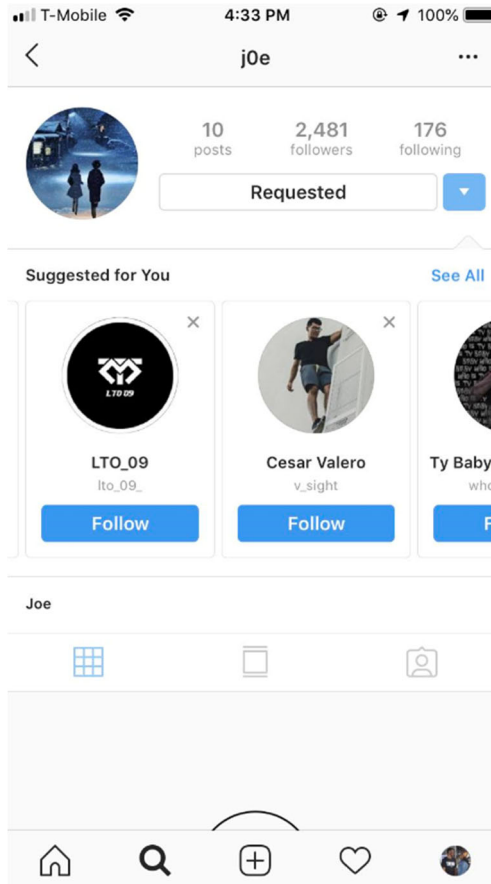 T-Mobile 4:33 PM 100%
j0e
10 2,481 176
posts followers following
Requested
Suggested for You See All
LTO 09
LTO_09 Cesar Valero Ty Baby
lto_09_ v_sight
Follow Follow
Joe